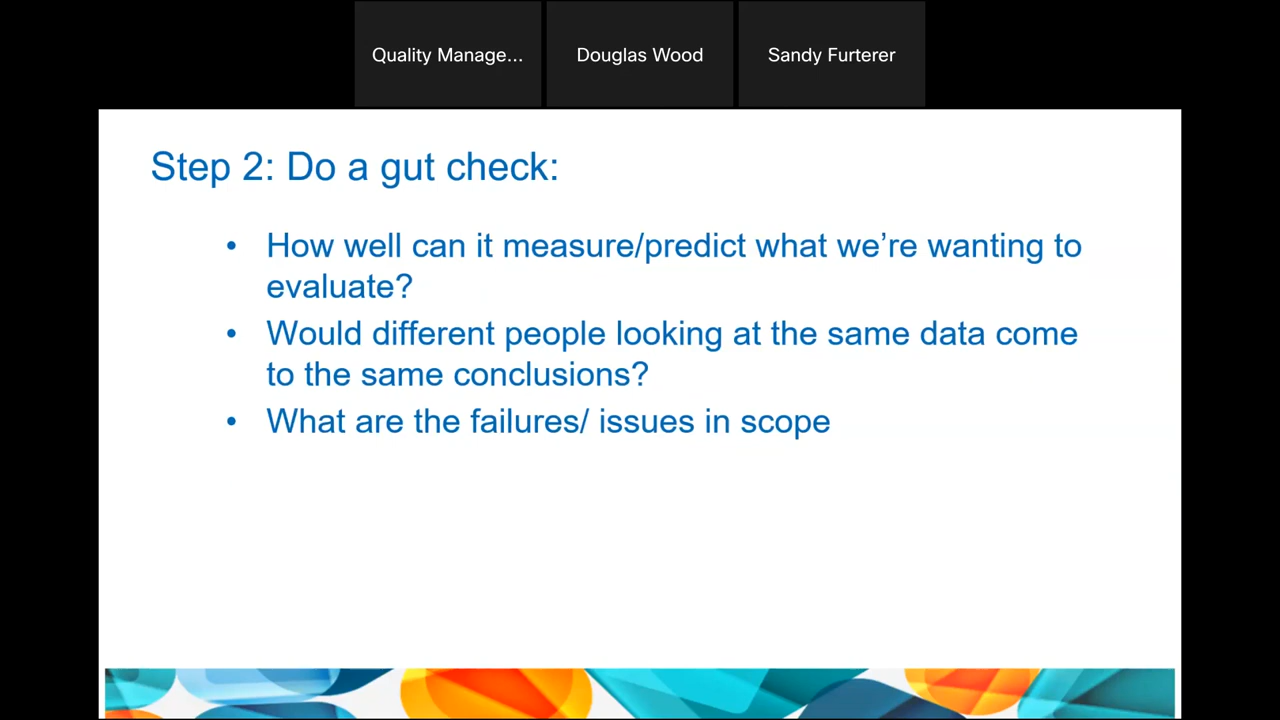 Quality Manage...
Douglas Wood
Sandy Furterer
Step 2: Do a gut check:
• How well can it measure/predict what we’re wanting to
evaluate?
• Would different people looking at the same data come
to the same conclusions?
• What are the failures/ issues in scope